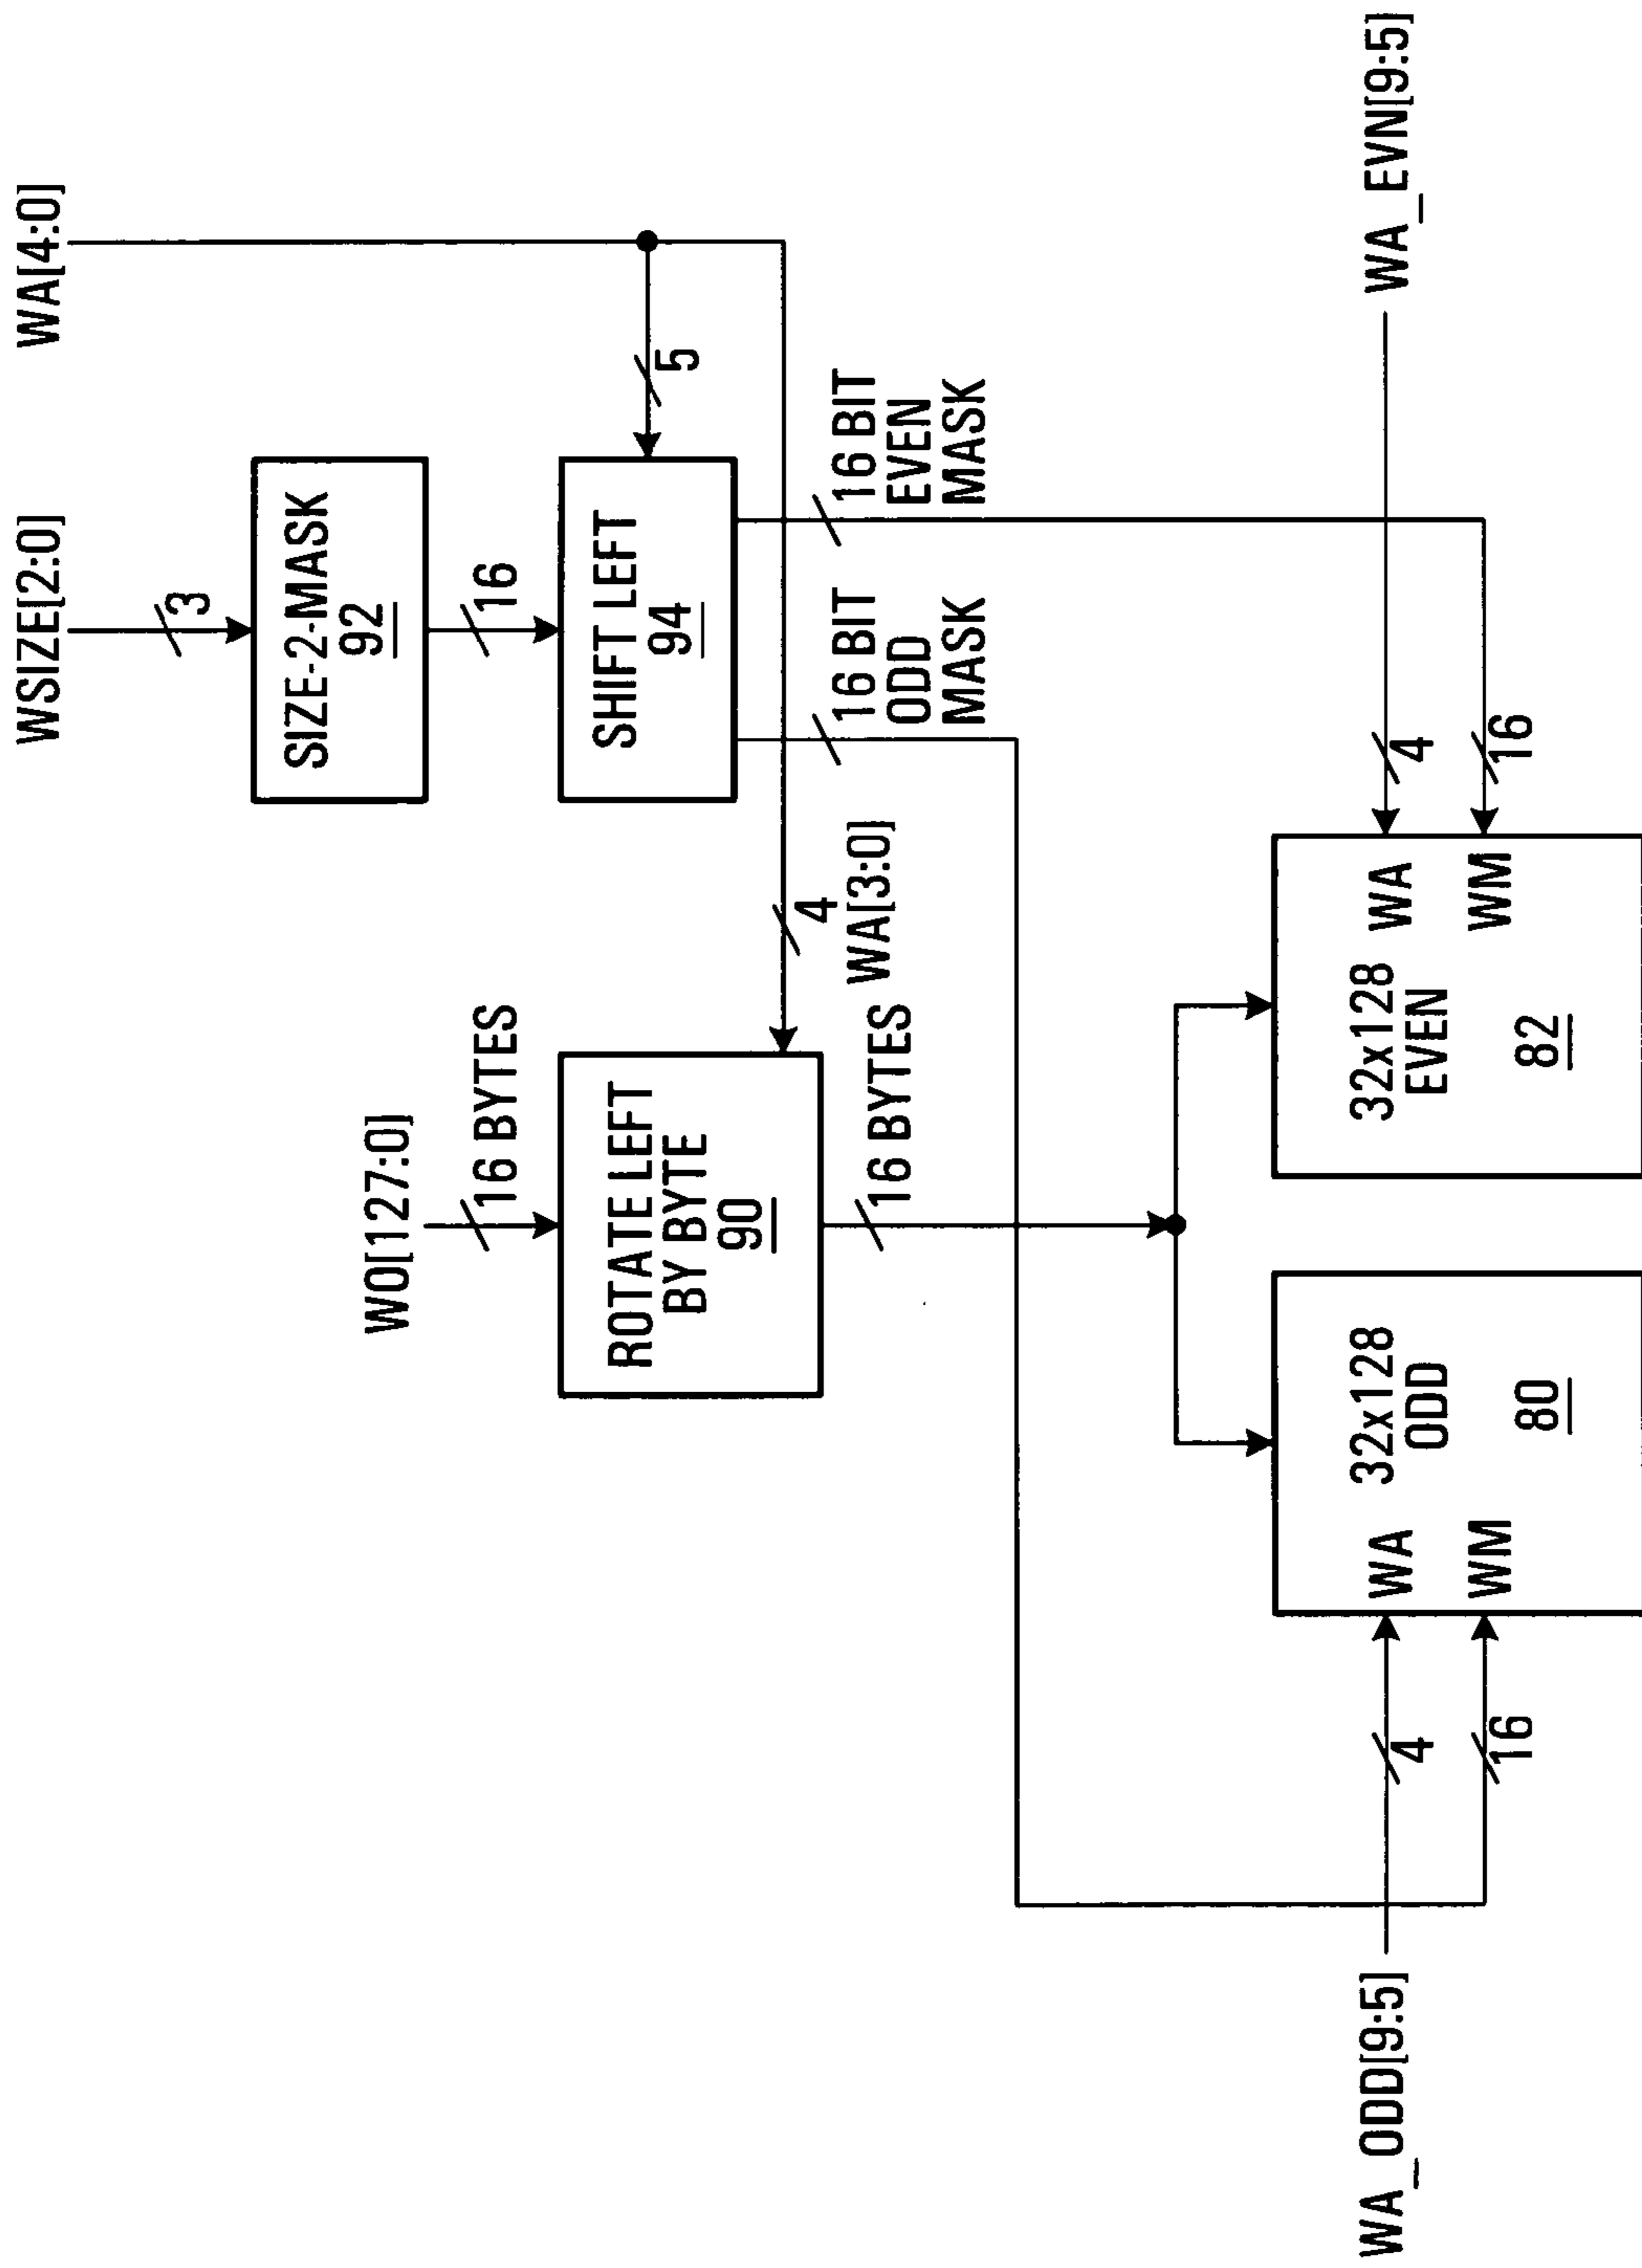 WSIZE[2:0]
WA[4:0]
3
SIZE-2-MASK
92
WO[127:0]
16 BYTES
16
ROTATE LEFT
BY BYTE
90
SHIFT LEFT
94
5
4
WA[3:0]
16 BYTES
16 BIT
ODD
MASK
16 BIT
EVEN
MASK
WA_ODD[9:5]
4
16
WA
WM
32x128
ODD
80
32x128
EVEN
82
WA
WM
4
16
WA_EVN[9:5]